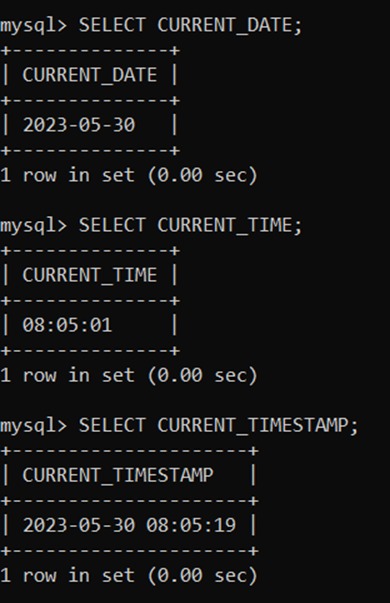 mysql> SELECT CURRENT_DATE;
+--------------+
| CURRENT_DATE |
+--------------+
| 2023-05-30   |
+--------------+
1 row in set (0.00 sec)
mysql> SELECT CURRENT_TIME;
+--------------+
| CURRENT_TIME |
+--------------+
| 08:05:01     |
+--------------+
1 row in set (0.00 sec)
mysql> SELECT CURRENT_TIMESTAMP;
+---------------------+
| CURRENT_TIMESTAMP   |
+---------------------+
| 2023-05-30 08:05:19 |
+---------------------+
1 row in set (0.00 sec)